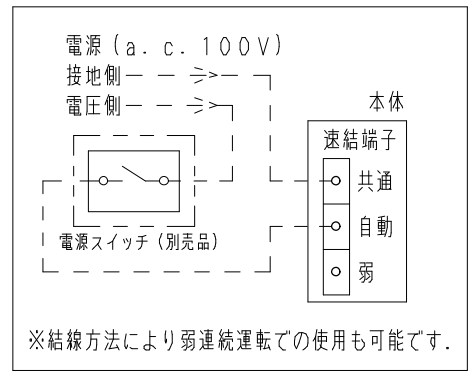 電源(a.c.100V)
接地側
電圧側
本体
速結端子
共通
自動
弱
電源スイッチ(別売品)
※結線方法により弱連続運転での使用も可能です.